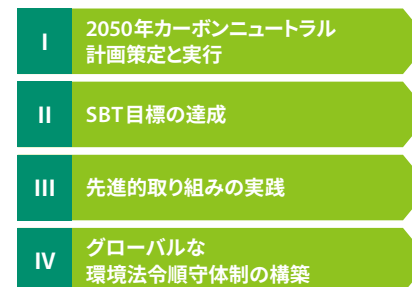 I
2050年カーボンニュートラル
計画策定と実行
II
SBT目標の達成
III
先進的取り組みの実践
IV
グローバルな
環境法令順守体制の構築